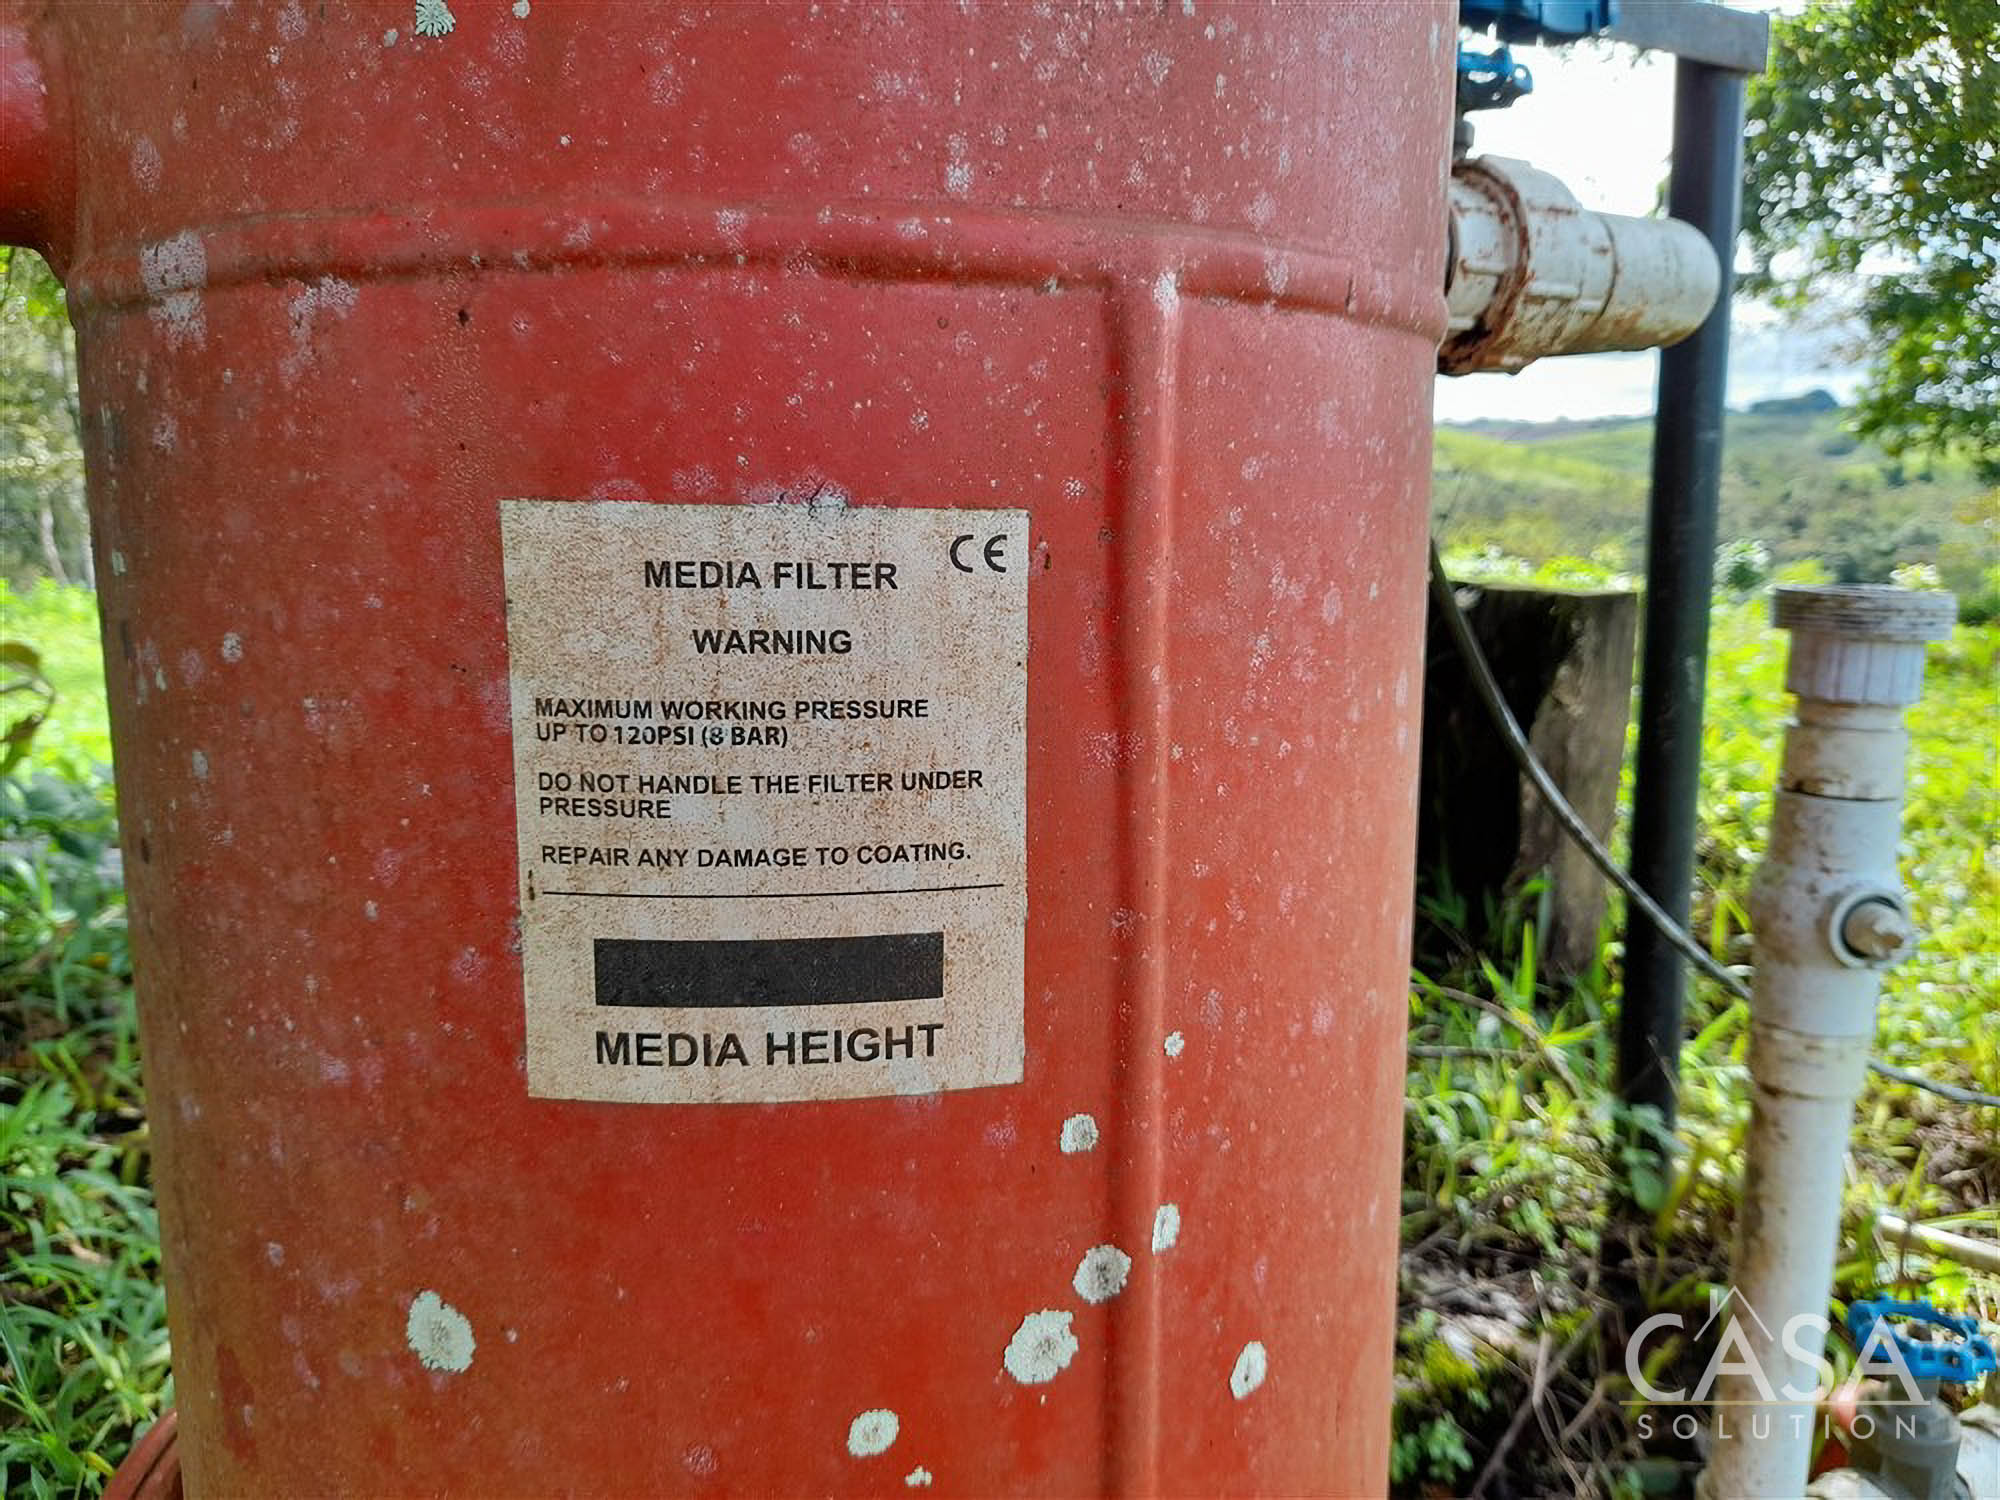 CE
MEDIA FILTER
WARNING
MAXIMUM WORKING PRESSURE
UP TO 120PSI (8 BAR)
DO NOT HANDLE THE FILTER UNDER
PRESSURE
REPAIR ANY DAMAGE TO COATING.
MEDIA HEIGHT
CASA
SOLUTION